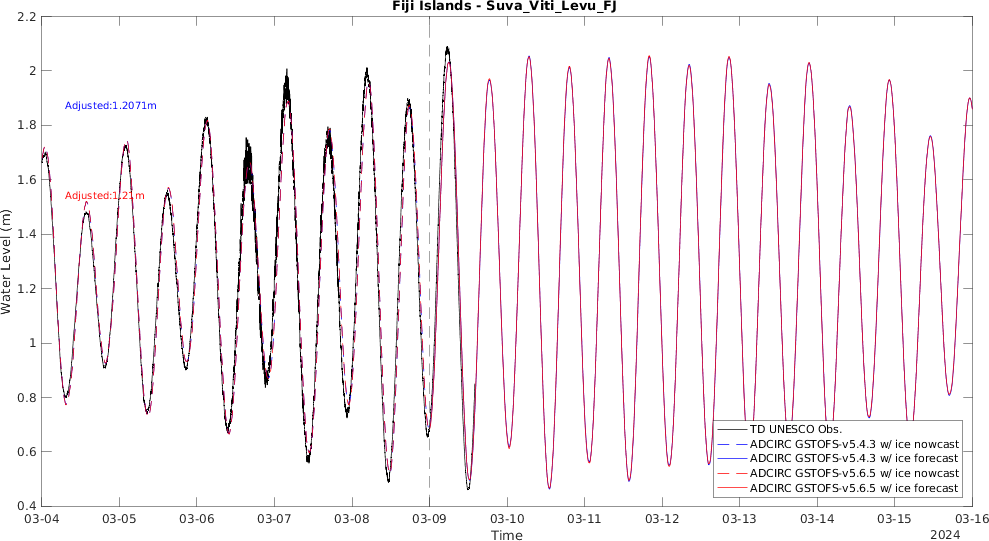 Fiji Islands - Suva_Viti_Levu_FJ
Water Level (m)
2.2
2
1.8
1.6
1.4
1.2
1
0.8
0.6
0.4
Adjusted:1.2071m
Adjusted:1.21m
TD UNESCO Obs.
ADCIRC GSTOFS-v5.4.3 w/ ice nowcast
ADCIRC GSTOFS-v5.4.3 w/ ice forecast
ADCIRC GSTOFS-v5.6.5 w/ ice nowcast
ADCIRC GSTOFS-v5.6.5 w/ ice forecast
03-04 03-05 03-06 03-07 03-08 03-09 03-10 03-11 03-12 03-13 03-14 03-15 03-16
Time
2024